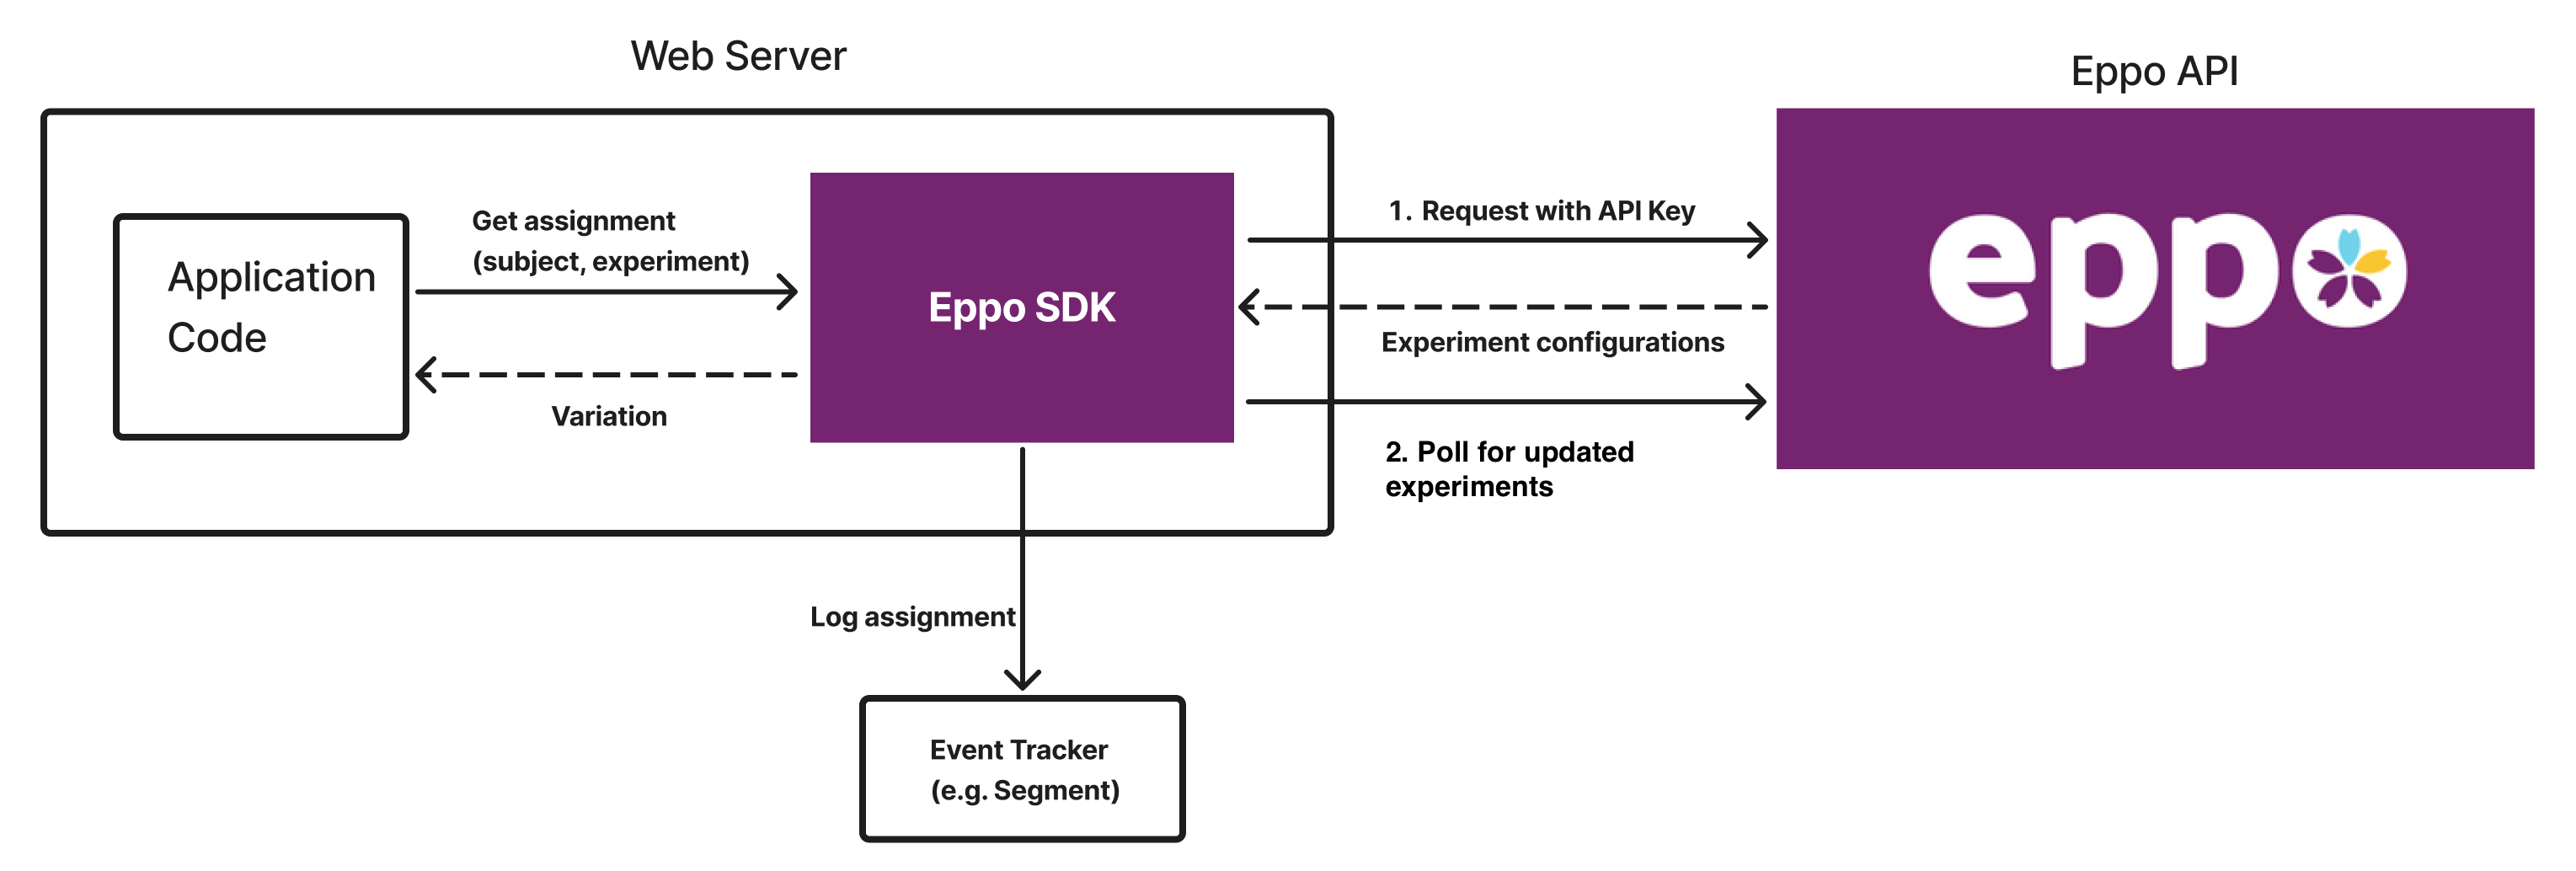 Web Server
Eppo API
Application
Code
Get assignment
(subject, experiment)
Variation
Eppo SDK
1. Request with API Key
Experiment configurations
2. Poll for updated
experiments
eppo
Log assignment
Event Tracker
(e.g. Segment)